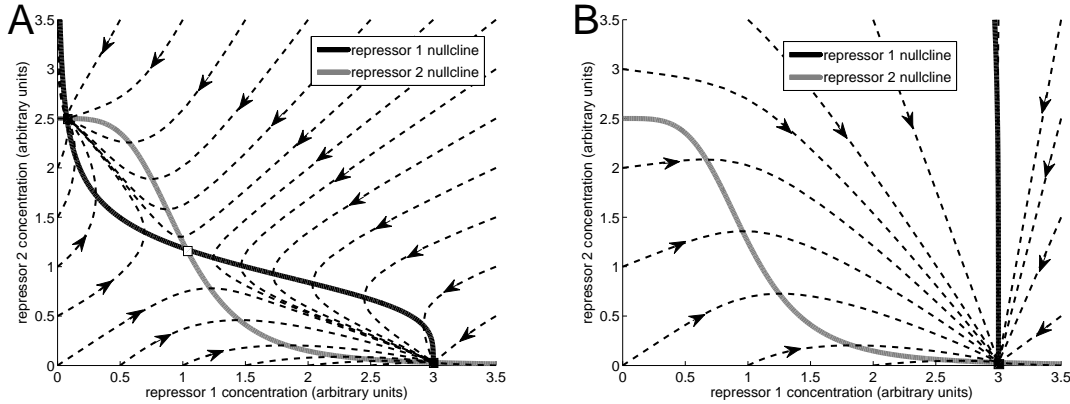 A
3.5
3
2.5
2
1.5
1
0.5
0
repressor 2 concentration (arbitrary units)
repressor 1 nullcline
repressor 2 nullcline
0 0.5 1 1.5 2 2.5 3 3.5
repressor 1 concentration (arbitrary units)
B
3.5
3
2.5
2
1.5
1
0.5
0
repressor 2 concentration (arbitrary units)
repressor 1 nullcline
repressor 2 nullcline
0 0.5 1 1.5 2 2.5 3 3.5
repressor 1 concentration (arbitrary units)